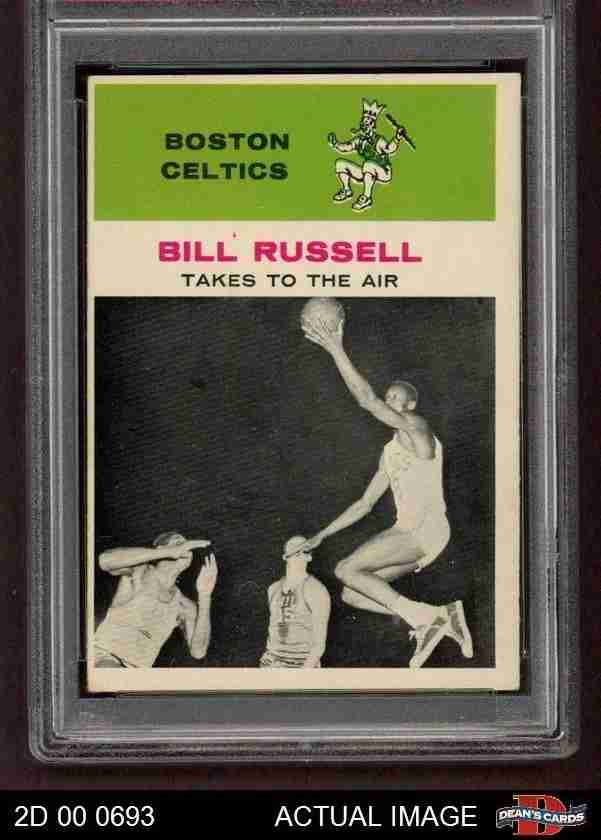 BOSTON
CELTICS
BILL RUSSELL
TAKES TO THE AIR
2D 00 0693 ACTUAL IMAGE DEAN'S CARDS